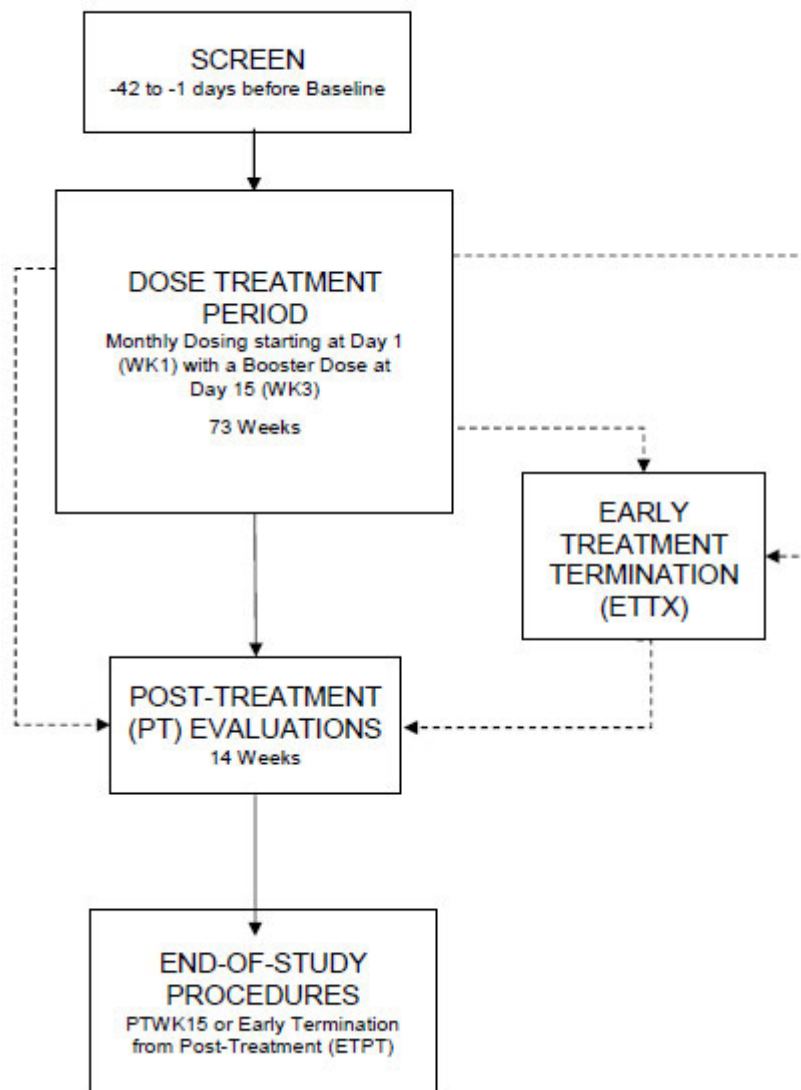 SCREEN
-42 to -1 days before Baseline
DOSE TREATMENT
PERIOD
Monthly Dosing starting at Day 1
(WK1) with a Booster Dose at
Day 15 (WK3)
73 Weeks
EARLY
TREATMENT
TERMINATION
(ETTX)
POST-TREATMENT
(PT) EVALUATIONS
14 Weeks
END-OF-STUDY
PROCEDURES
PTWK15 or Early Termination
from Post-Treatment (ETPT)